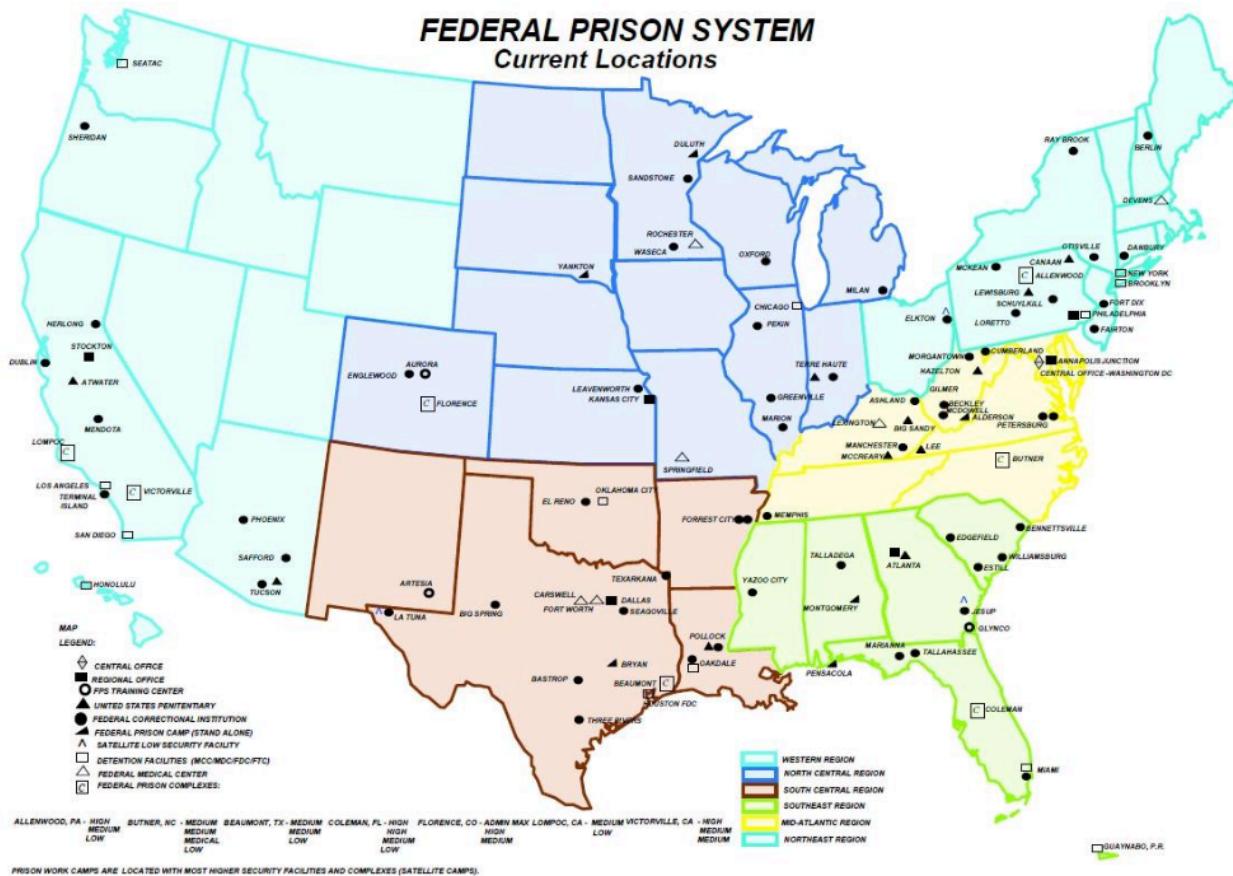 FEDERAL PRISON SYSTEM
Current Locations
SEATAC
SHERIDAN
HERLONG
STOCKTON
DUBLIN
ATWATER
MENDOTA
LOMPOC
C
LOS ANGELES
TERMINAL
ISLAND
C
VICTORVILLE
SAN DIEGO
PHOENIX
SAFFORD
TUCSON
HONOLULU
DULUTH
SANDSTONE
ROCHESTER
WASECA
YANKTON
OXFORD
MILAN
CHICAGO
PEKIN
TERRE HAUTE
AURORA
ENGLEWOOD
C
FLORENCE
LEAVENWORTH
KANSAS CITY
GREENVILLE
MARION
SPRINGFIELD
EL RENO
OKLAHOMA CITY
FORREST CITY
MEMPHIS
ARTESIA
LA TUNA
BIG SPRING
TEXARKANA
CARSWELL
FORT WORTH
DALLAS
SEAGOVILLE
BRYAN
BASTROP
BEAUMONT
C
HOUSTON FDC
THREE RIVERS
POLLOCK
OAKDALE
YAZOO CITY
TALLADEGA
MONTGOMERY
ATLANTA
EDGEFIELD
BENNETTSVILLE
WILLIAMSBURG
ESTILL
JESUP
GLYNCO
MARIANNA
TALLAHASSEE
PENSACOLA
C
COLEMAN
MIAMI
GUAYNABO, P.R.
RAY BROOK
BERLIN
DEVENS
OTISVILLE
DANBURY
MCKEAN
CANAAN
C
ALLENWOOD
NEW YORK
BROOKLYN
LEWISBURG
SCHUYLKILL
FORT DIX
LORETTO
PHILADELPHIA
FAIRTON
ELKTON
MORGANTOWN
CUMBERLAND
HAZELTON
ANNAPOLIS JUNCTION
CENTRAL OFFICE -WASHINGTON DC
GILMER
ASHLAND
BECKLEY
MCDOWELL
ALDERSON
LEXINGTON
BIG SANDY
PETERSBURG
MANCHESTER
LEE
MCCREARY
C
BUTNER
MAP
LEGEND:
CENTRAL OFFICE
REGIONAL OFFICE
FPS TRAINING CENTER
UNITED STATES PENITENTIARY
FEDERAL CORRECTIONAL INSTITUTION
FEDERAL PRISON CAMP (STAND ALONE)
SATELLITE LOW SECURITY FACILITY
DETENTION FACILITIES (MCC/MDC/FDC/FTC)
FEDERAL MEDICAL CENTER
C FEDERAL PRISON COMPLEXES:
WESTERN REGION
NORTH CENTRAL REGION
SOUTH CENTRAL REGION
SOUTHEAST REGION
MID-ATLANTIC REGION
NORTHEAST REGION
ALLENWOOD, PA - HIGH
MEDIUM
LOW
BUTNER, NC - MEDIUM
MEDIUM
MEDICAL
LOW
BEAUMONT, TX - MEDIUM
MEDIUM
LOW
COLEMAN, FL - HIGH
HIGH
MEDIUM
LOW
FLORENCE, CO - ADMIN MAX
HIGH
MEDIUM
LOMPOC, CA - MEDIUM
LOW
VICTORVILLE, CA - HIGH
MEDIUM
MEDIUM
PRISON WORK CAMPS ARE LOCATED WITH MOST HIGHER SECURITY FACILITIES AND COMPLEXES (SATELLITE CAMPS).